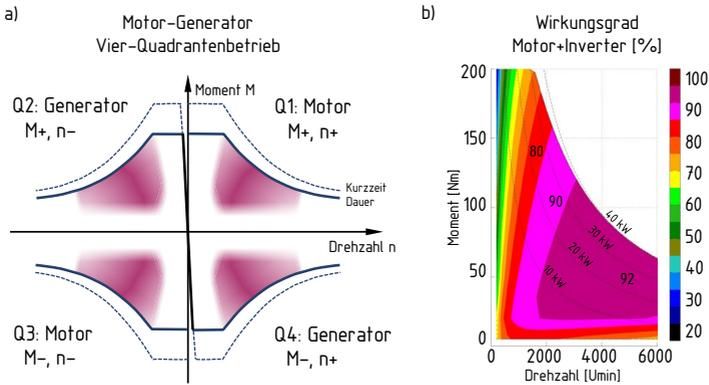 a)
Motor-Generator
Vier-Quadrantenbetrieb
Moment M
Q2: Generator
M+, n-
Q1: Motor
M+, n+
Kurzzeit
Dauer
Drehzahl n
Q3: Motor
M-, n-
Q4: Generator
M-, n+
b)
Wirkungsgrad
Motor+Inverter [%]
200
150
100
50
0
Moment [Nm]
80
90
92
40 kW
30 kW
20 kW
10 kW
0
2000
4000
6000
Drehzahl [Umin]
100
90
80
70
60
50
40
30
20